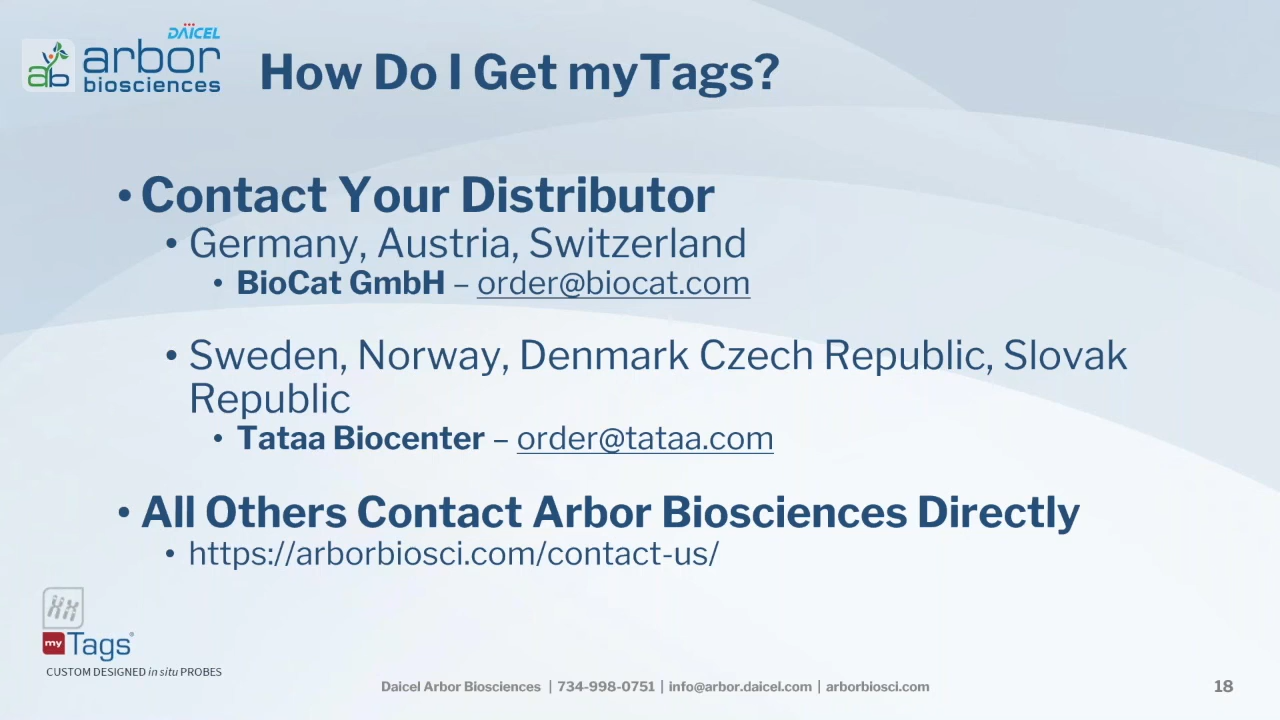 DAÏCEL
arbor
biosciences
ab
How Do I Get myTags?
• Contact Your Distributor
• Germany, Austria, Switzerland
• BioCat GmbH – order@biocat.com
• Sweden, Norway, Denmark Czech Republic, Slovak
Republic
• Tataa Biocenter – order@tataa.com
• All Others Contact Arbor Biosciences Directly
• https://arborbiosci.com/contact-us/
my Tags®
CUSTOM DESIGNED in situ PROBES
Daicel Arbor Biosciences | 734-998-0751 | info@arbor.daicel.com | arborbiosci.com
18